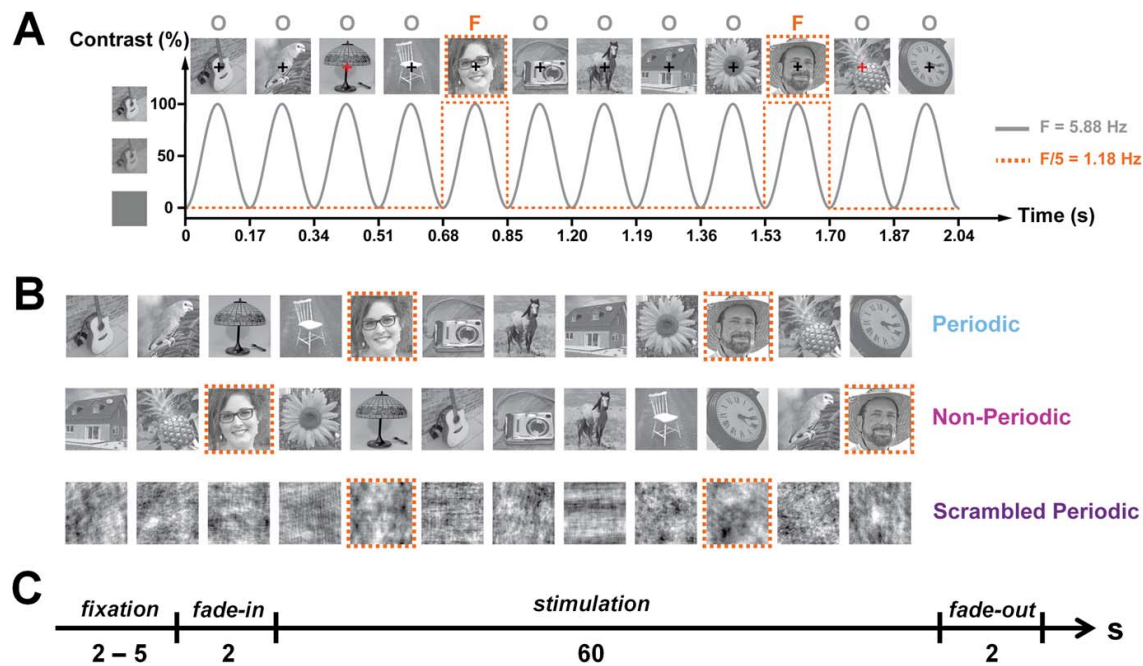 A
Contrast (%)
O O O O F O O O O F O O
100
50
0
F = 5.88 Hz
F/5 = 1.18 Hz
Time (s)
0 0.17 0.34 0.51 0.68 0.85 1.20 1.19 1.36 1.53 1.70 1.87 2.04
B
Periodic
Non-Periodic
Scrambled Periodic
C
fixation fade-in stimulation fade-out
s
2 – 5 2 60 2